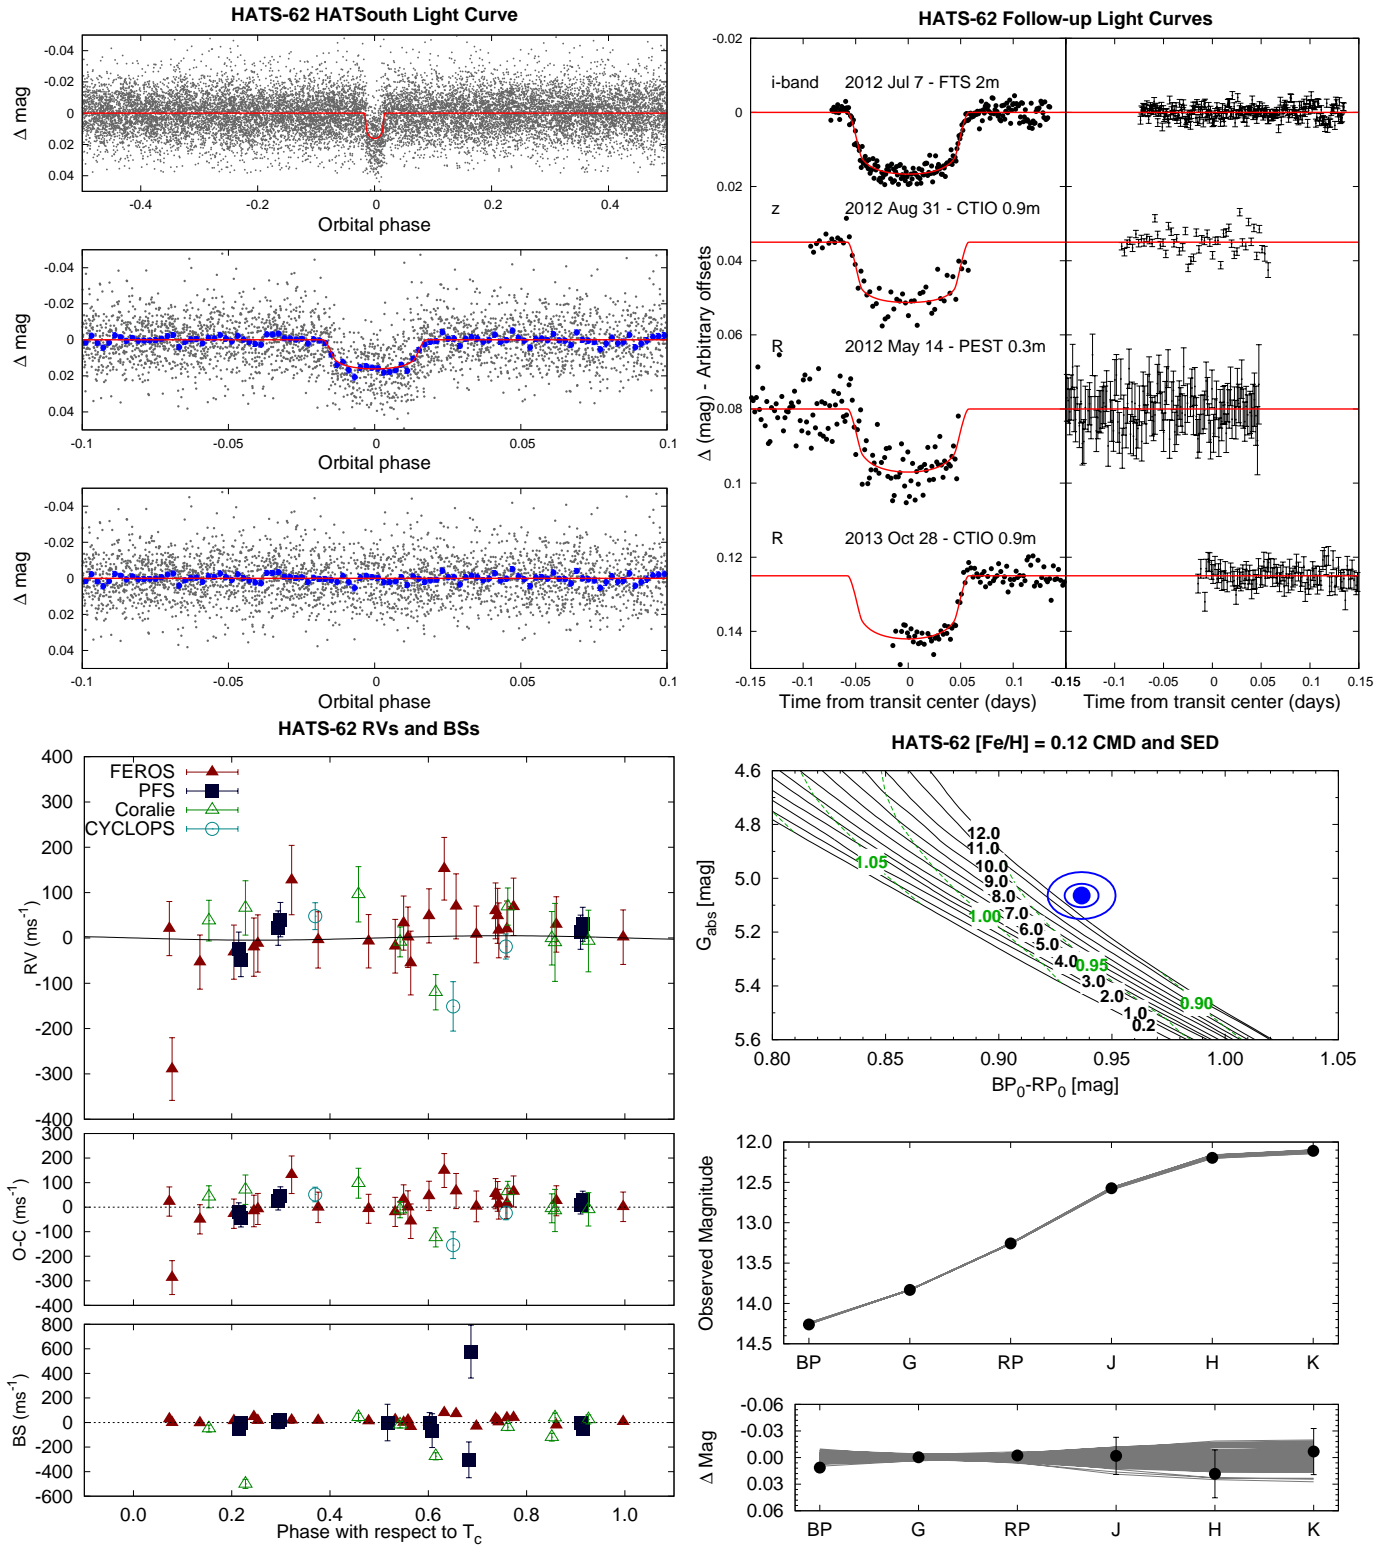 HATS-62 HATSouth Light Curve
-0.04
-0.02
0
0.02
0.04
Δ mag
-0.4 -0.2 0 0.2 0.4
Orbital phase
-0.04
-0.02
0
0.02
0.04
Δ mag
-0.1 -0.05 0 0.05 0.1
Orbital phase
-0.04
-0.02
0
0.02
0.04
Δ mag
-0.1 -0.05 0 0.05 0.1
Orbital phase
HATS-62 Follow-up Light Curves
-0.02
0
0.02
0.04
0.06
0.08
0.1
0.12
0.14
Δ (mag) - Arbitrary offsets
i-band 2012 Jul 7 - FTS 2m
z 2012 Aug 31 - CTIO 0.9m
R 2012 May 14 - PEST 0.3m
R 2013 Oct 28 - CTIO 0.9m
-0.15 -0.1 -0.05 0 0.05 0.1 0.15
-0.15 -0.1 -0.05 0 0.05 0.1 0.15
Time from transit center (days)
Time from transit center (days)
HATS-62 RVs and BSs
FEROS
PFS
Coralie
CYCLOPS
400
300
200
100
0
-100
-200
-300
-400
RV (ms-1)
300
200
100
0
-100
-200
-300
-400
O-C (ms-1)
800
600
400
200
0
-200
-400
-600
BS (ms-1)
0.0 0.2 0.4 0.6 0.8 1.0
Phase with respect to Tc
HATS-62 [Fe/H] = 0.12 CMD and SED
4.6
4.8
5.0
5.2
5.4
5.6
Gabs [mag]
12.0
11.0
10.0
9.0
8.0
7.0
6.0
5.0
4.0
3.0
2.0
1.0
0.2
1.05
1.00
0.95
0.90
0.80 0.85 0.90 0.95 1.00 1.05
BP0-RP0 [mag]
12.0
12.5
13.0
13.5
14.0
14.5
Observed Magnitude
BP G RP J H K
-0.06
-0.03
0.00
0.03
0.06
Δ Mag
BP G RP J H K